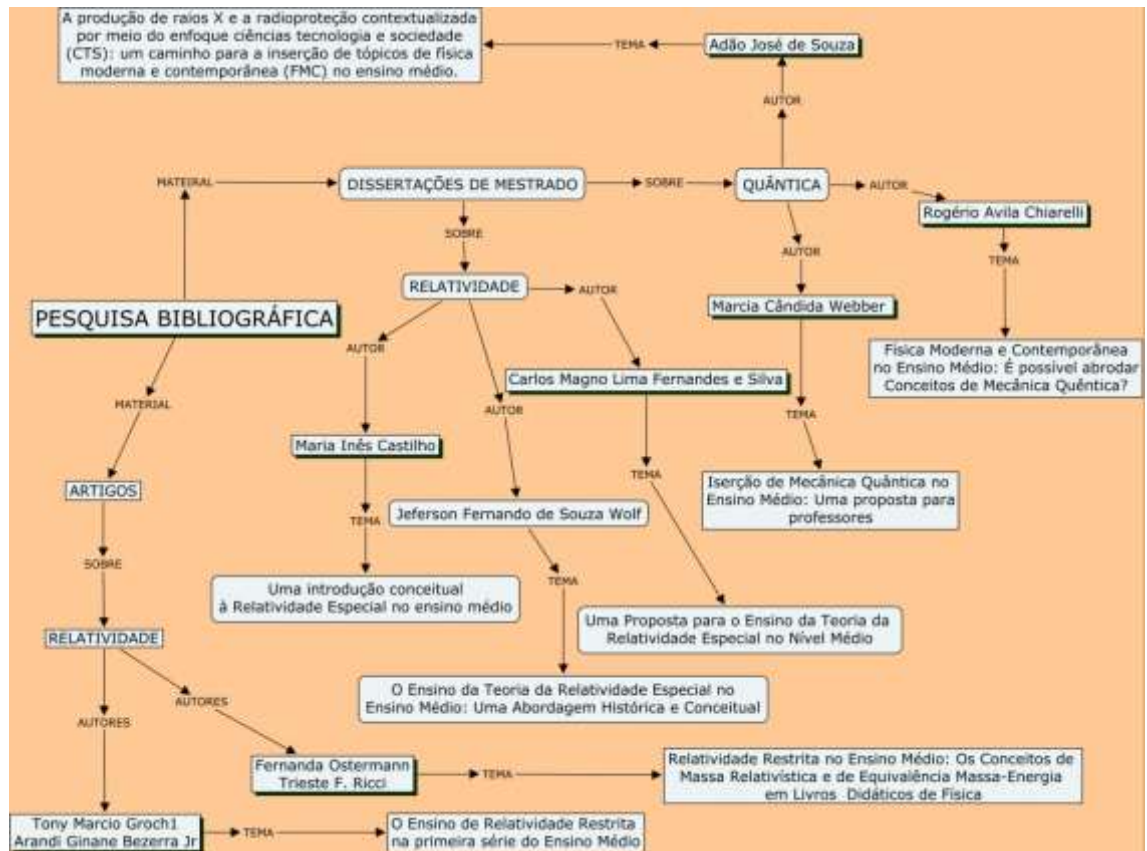 A produção de raios X e a radioproteção contextualizada
por meio do enfoque ciências tecnologia e sociedade
(CTS): um caminho para a inserção de tópicos de física
moderna e contemporânea (FMC) no ensino médio.
TEMA
Adão José de Souza
AUTOR
MATEIRAL
DISSERTAÇÕES DE MESTRADO
SOBRE
QUÂNTICA
AUTOR
Rogério Avila Chiarelli
SOBRE
AUTOR
TEMA
RELATIVIDADE
AUTOR
Marcia Cândida Webber
PESQUISA BIBLIOGRÁFICA
AUTOR
Física Moderna e Contemporânea
no Ensino Médio: É possivel abrodar
Conceitos de Mecânica Quêntica?
Carlos Magno Lima Fernandes e Silva
MATERIAL
AUTOR
TEMA
Maria Inês Castilho
TEMA
ARTIGOS
Iserção de Mecânica Quântica no
Ensino Médio: Uma proposta para
professores
Jeferson Fernando de Souza Wolf
TEMA
SOBRE
TEMA
Uma introdução conceitual
à Relatividade Especial no ensino médio
Uma Proposta para o Ensino da Teoria da
Relatividade Especial no Nível Médio
RELATIVIDADE
O Ensino da Teoria da Relatividade Especial no
Ensino Médio: Uma Abordagem Histórica e Conceitual
AUTORES
AUTORES
Fernanda Ostermann
Trieste F. Ricci
TEMA
Relatividade Restrita no Ensino Médio: Os Conceitos de
Massa Relativística e de Equivalência Massa-Energia
em Livros Didáticos de Física
Tony Marcio Groch1
Arandi Ginane Bezerra Jr
TEMA
O Ensino de Relatividade Restrita
na primeira série do Ensino Médio